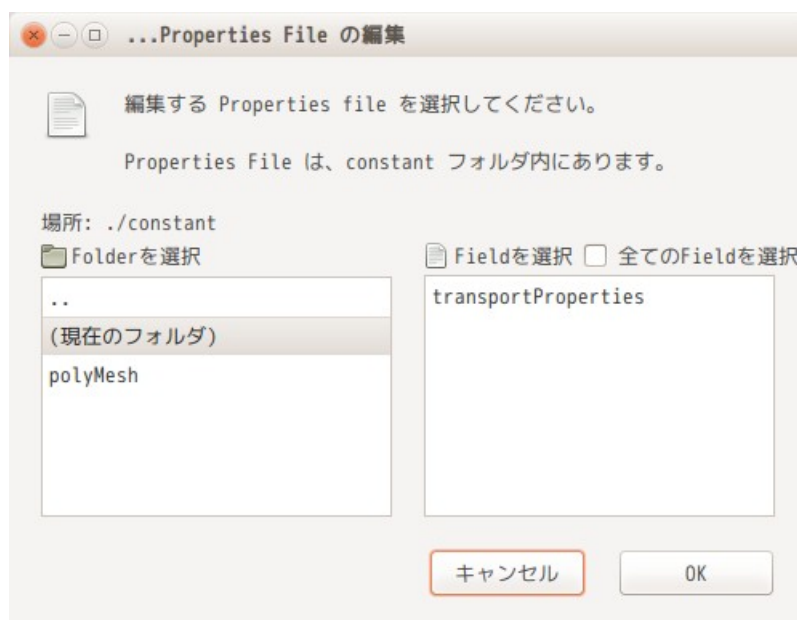 ...Properties File の編集
編集する Properties file を選択してください。
Properties File は、constant フォルダ内にあります。
場所: ./constant
Folderを選択
..
(現在のフォルダ)
polyMesh
Fieldを選択 全てのFieldを選択
transportProperties
キャンセル
OK